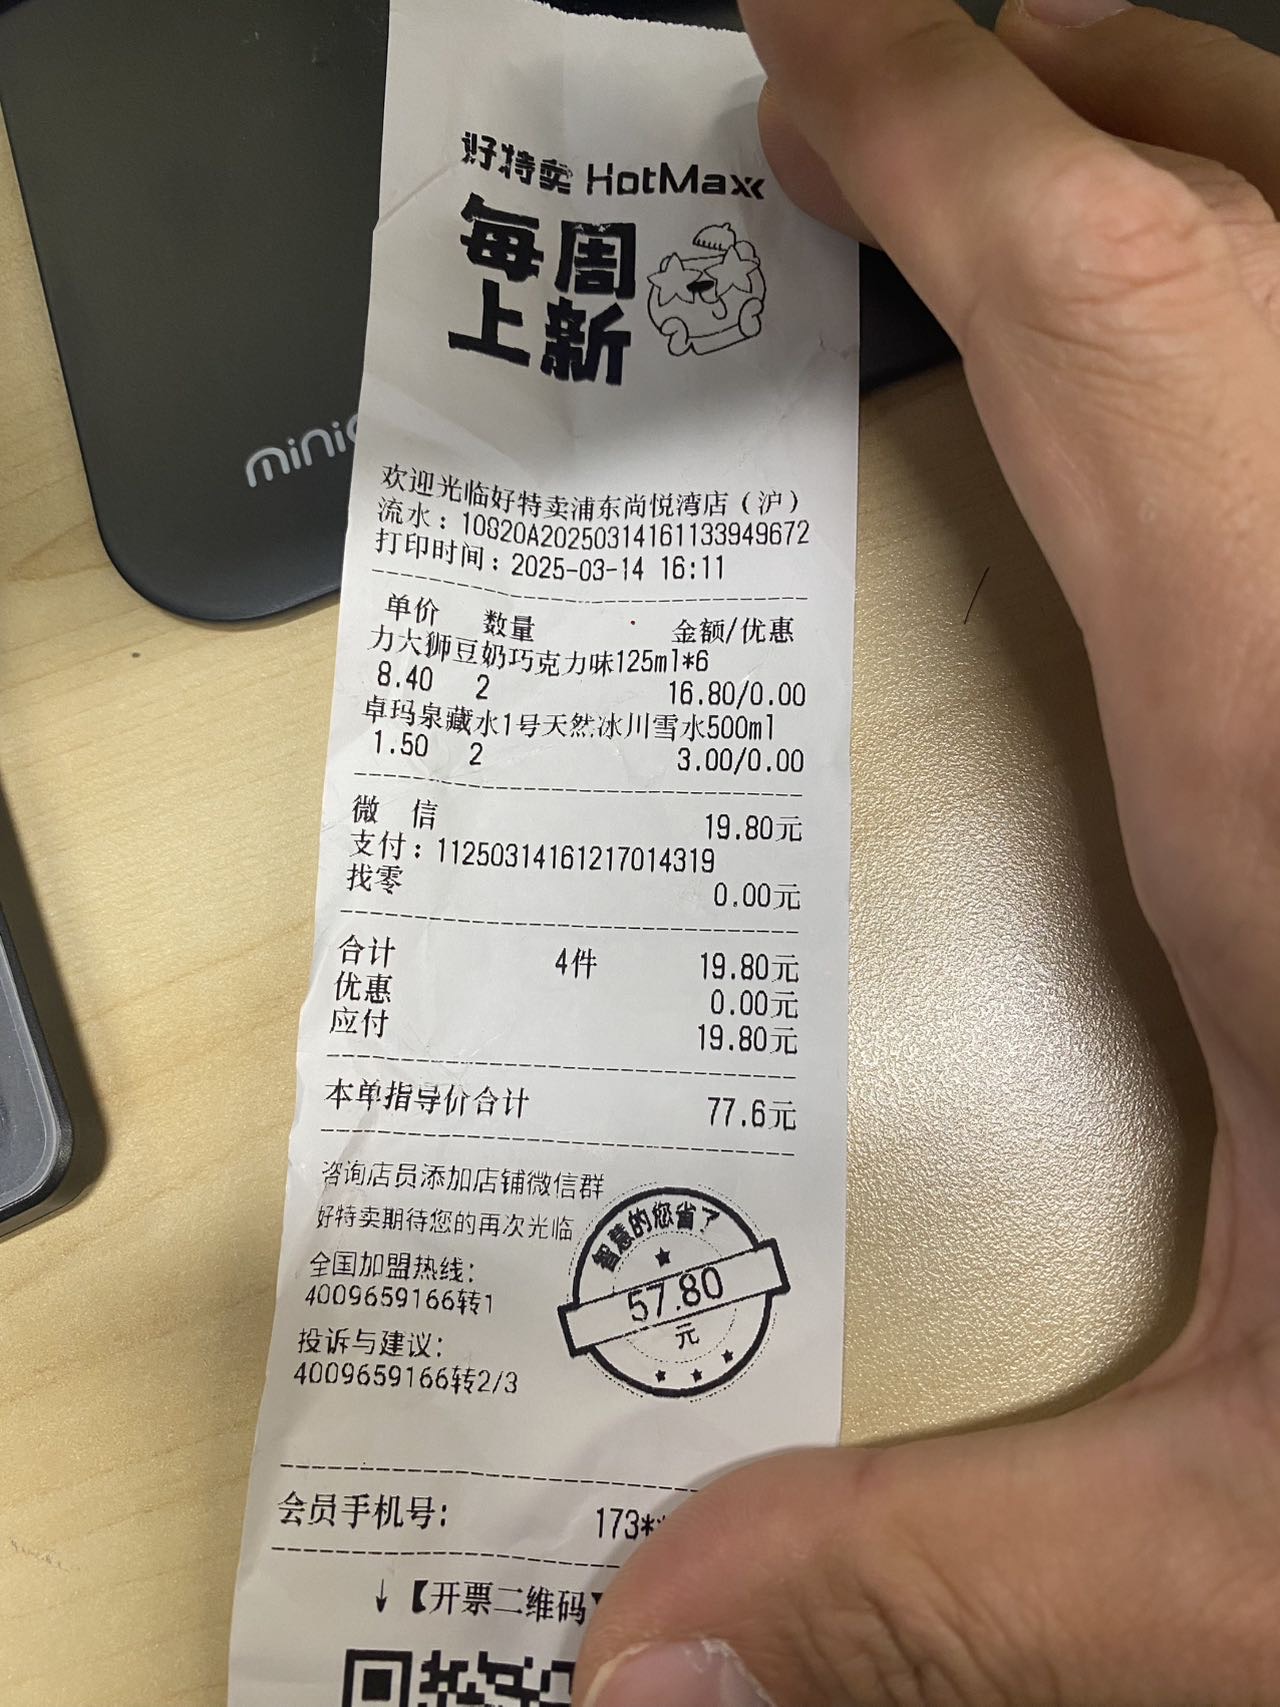 好特卖 HotMaxx
每周
上新
minic
欢迎光临好特卖浦东尚悦湾店（沪）
流水：10820A2025031416113394967​2
打印时间：2025-03-14 16:11
单价 数量 金额/优惠
力大狮豆奶巧克力味125ml*6
8.40 2 16.80/0.00
卓玛泉藏水1号天然冰川雪水500ml
1.50 2 3.00/0.00
微 信 19.80元
支付：11250314161217014319
找零 0.00元
合计 4件 19.80元
优惠 0.00元
应付 19.80元
本单指导价合计 77.6元
咨询店员添加店铺微信群
好特卖期待您的再次光临
全国加盟热线：
4009659166转1
投诉与建议：
4009659166转2/3
智慧的您省了
57.80
元
会员手机号： 173*
↓【开票二维码